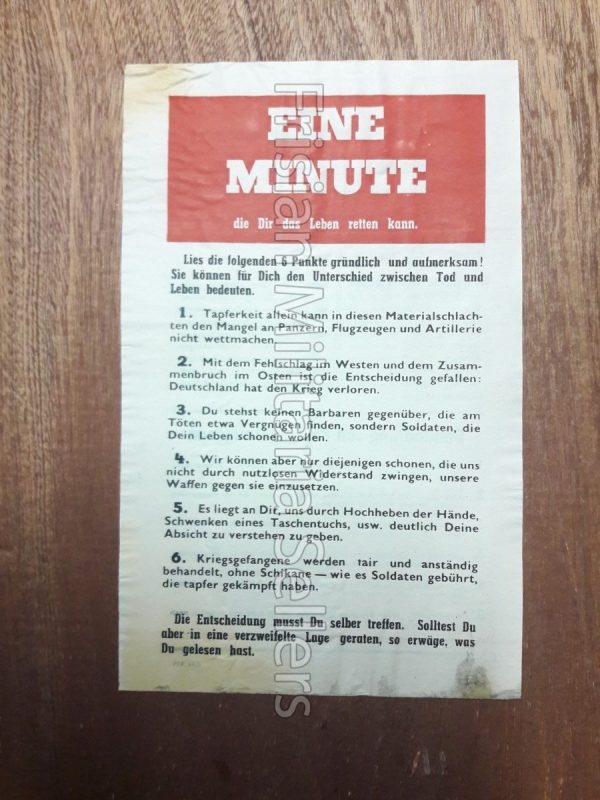 EINE
MINUTE
die Dir das Leben retten kann.
Lies die folgenden 6 Punkte gründlich und aufmerksam!
Sie können für Dich den Unterschied zwischen Tod und
Leben bedeuten.
1. Tapferkeit allein kann in diesen Materialschlach-
ten den Mangel an Panzern, Flugzeugen und Artillerie
nicht wettmachen.
2. Mit dem Fehlschlag im Westen und dem Zusam-
menbruch im Osten ist die Entscheidung gefallen:
Deutschland hat den Krieg verloren.
3. Du stehst keinen Barbaren gegenüber, die am
Töten etwa Vergnügen finden, sondern Soldaten, die
Dein Leben schonen wollen.
4. Wir können aber nur diejenigen schonen, die uns
nicht durch nutzlosen Widerstand zwingen, unsere
Waffen gegen sie einzusetzen.
5. Es liegt an Dir, uns durch Hochheben der Hände,
Schwenken eines Taschentuchs, usw. deutlich Deine
Absicht zu verstehen zu geben.
6. Kriegsgefangene werden fair und anständig
behandelt, ohne Schikane — wie es Soldaten gebührt,
die tapfer gekämpft haben.
Die Entscheidung musst Du selber treffen. Solltest Du
aber in eine verzweifelte Lage geraten, so erwäge, was
Du gelesen hast.
Frisian Militaria Sellers